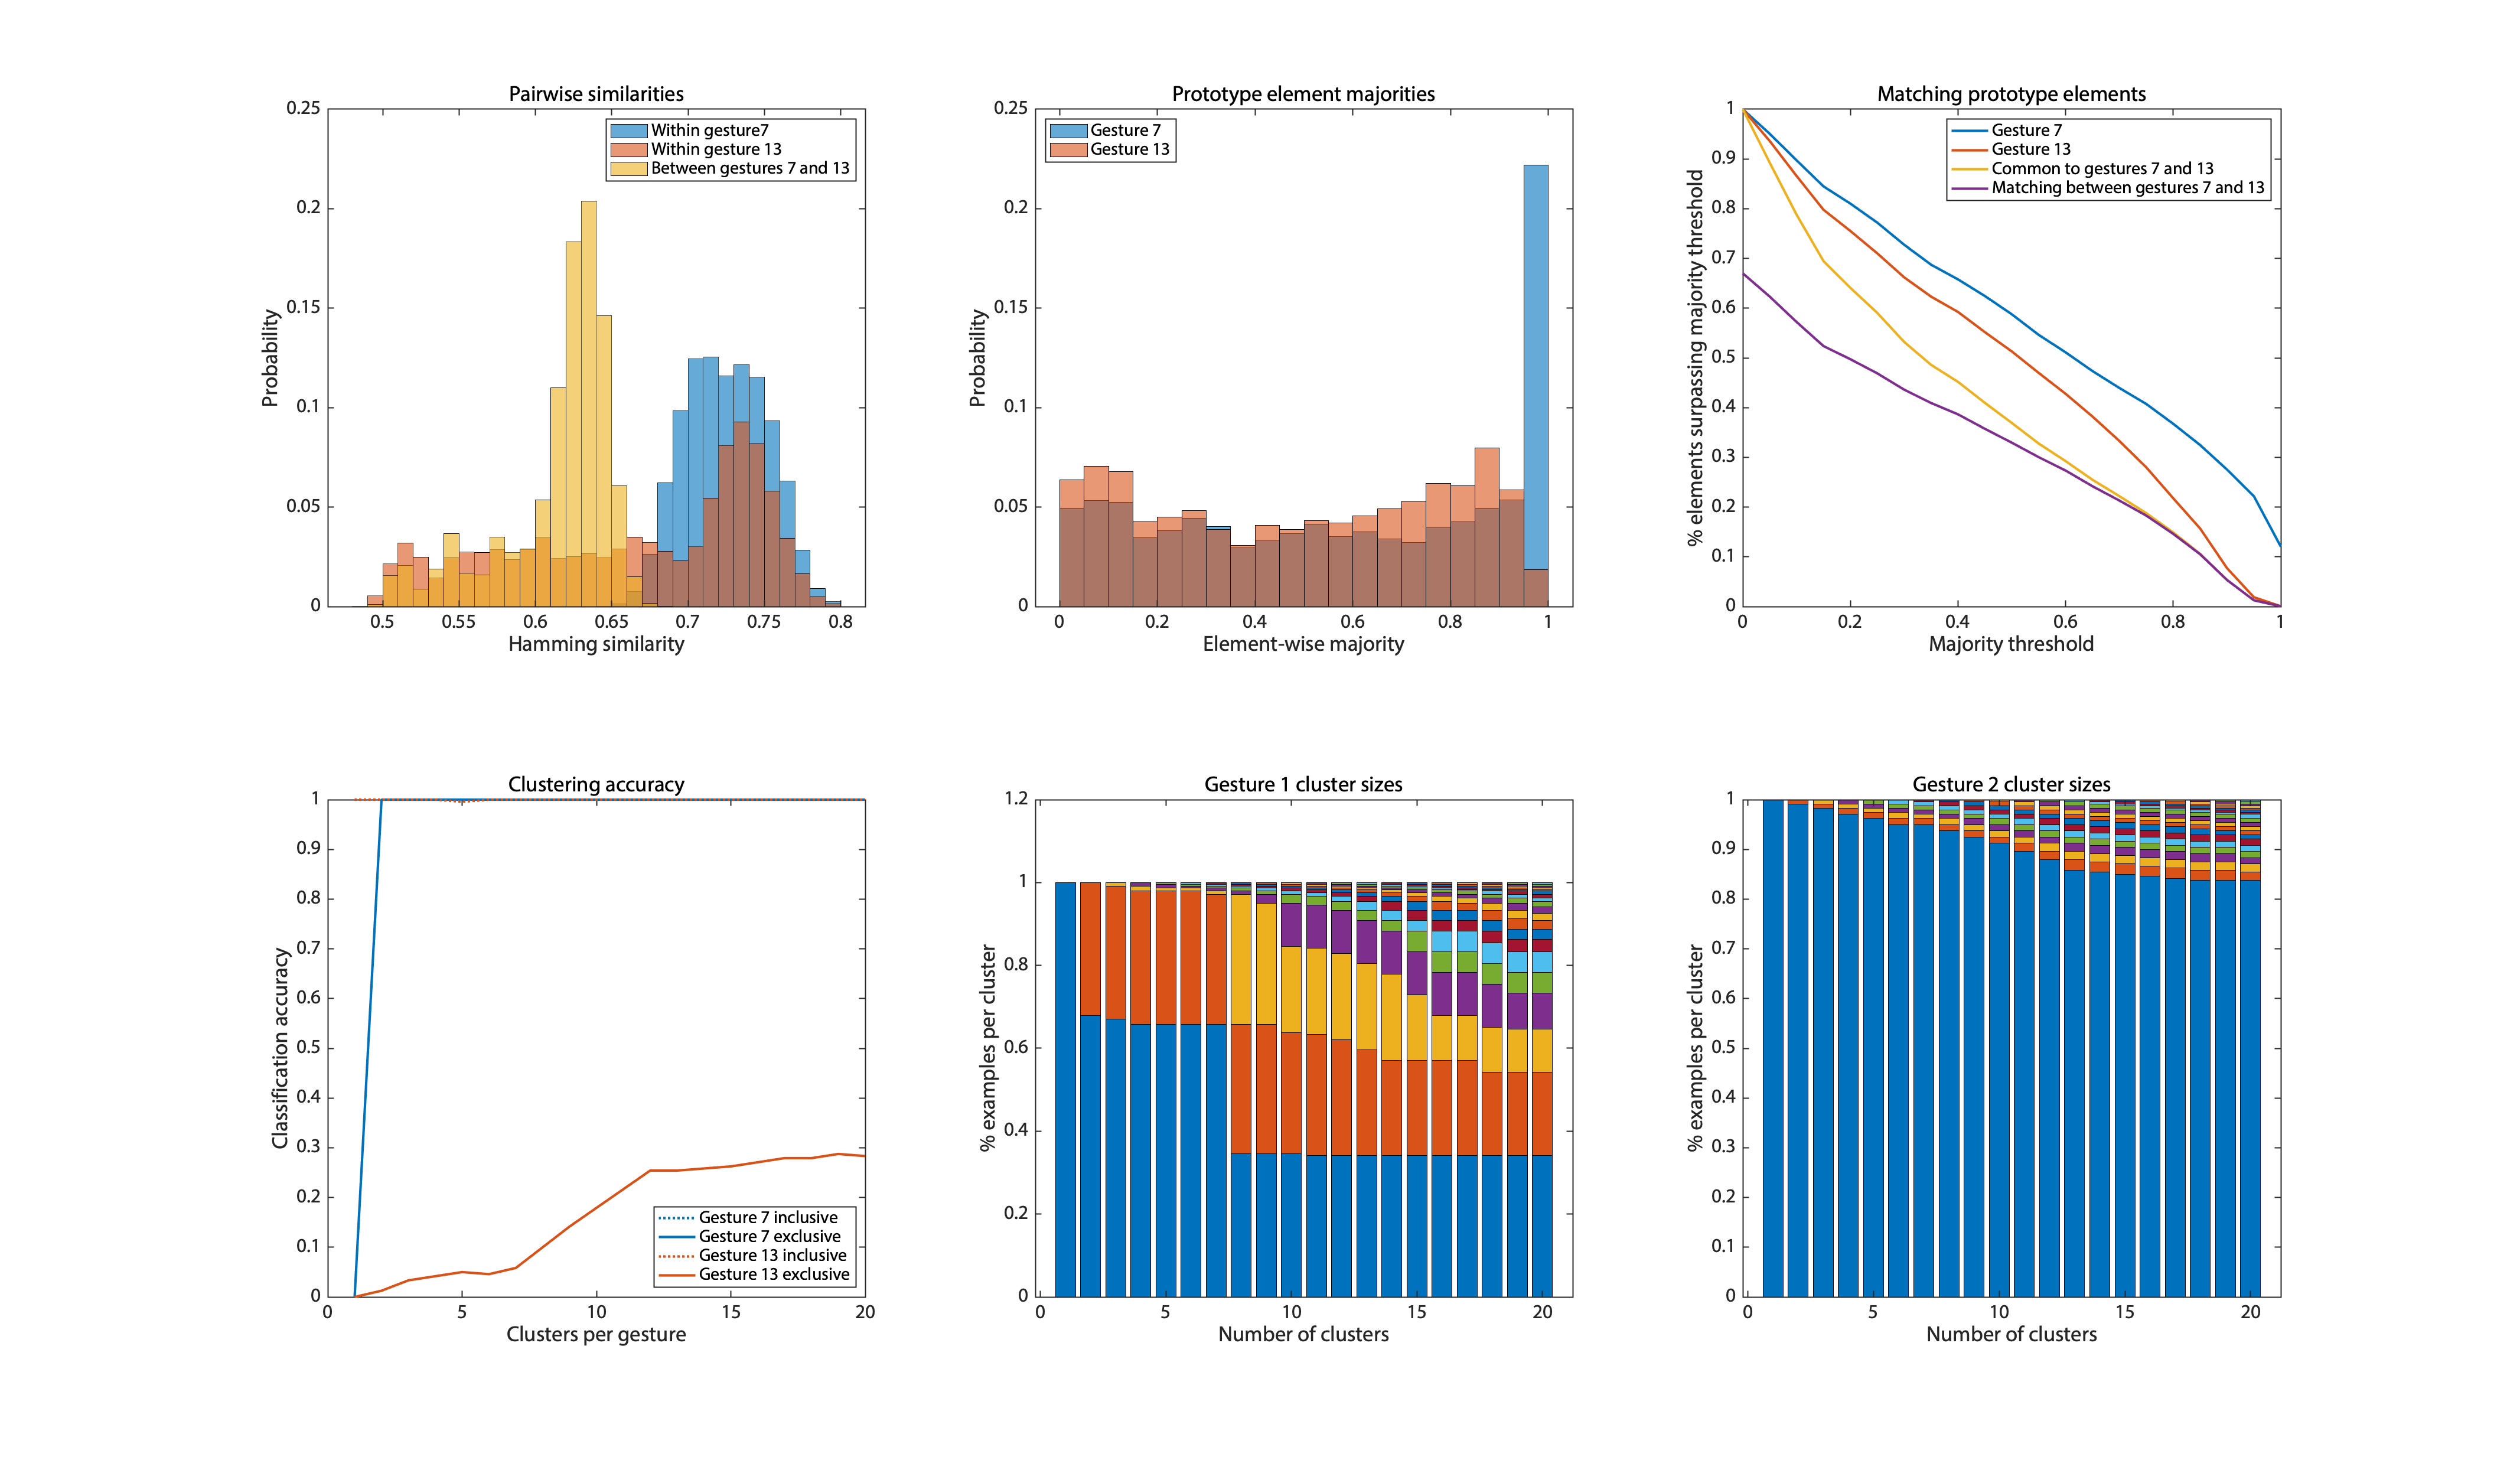 Pairwise similarities
0.25
0.2
0.15
0.1
0.05
0
Probability
Within gesture7
Within gesture 13
Between gestures 7 and 13
0.5 0.55 0.6 0.65 0.7 0.75 0.8
Hamming similarity
Prototype element majorities
0.25
0.2
0.15
0.1
0.05
0
Probability
Gesture 7
Gesture 13
0 0.2 0.4 0.6 0.8 1
Element-wise majority
Matching prototype elements
1
0.9
0.8
0.7
0.6
0.5
0.4
0.3
0.2
0.1
0
% elements surpassing majority threshold
Gesture 7
Gesture 13
Common to gestures 7 and 13
Matching between gestures 7 and 13
0 0.2 0.4 0.6 0.8 1
Majority threshold
Clustering accuracy
1
0.9
0.8
0.7
0.6
0.5
0.4
0.3
0.2
0.1
0
Classification accuracy
Gesture 7 inclusive
Gesture 7 exclusive
Gesture 13 inclusive
Gesture 13 exclusive
0 5 10 15 20
Clusters per gesture
Gesture 1 cluster sizes
1.2
1
0.8
0.6
0.4
0.2
0
% examples per cluster
0 5 10 15 20
Number of clusters
Gesture 2 cluster sizes
1
0.9
0.8
0.7
0.6
0.5
0.4
0.3
0.2
0.1
0
% examples per cluster
0 5 10 15 20
Number of clusters